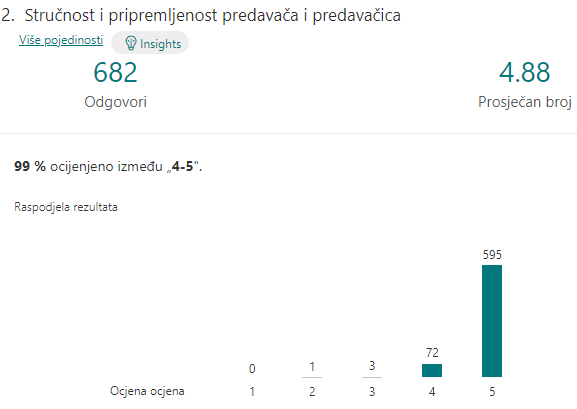 2. Stručnost i pripremljenost predavača i predavačica
Više pojedinosti Insights
682 4.88
Odgovori Prosječan broj
99 % ocijenjeno između „4-5".
Raspodjela rezultata
595
72
0 1 3
Ocjena ocjena 1 2 3 4 5